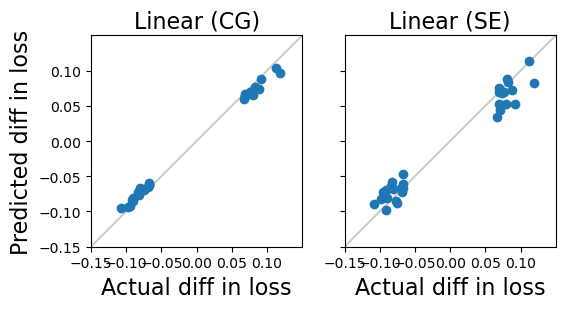 Linear (CG)
Linear (SE)
Predicted diff in loss
0.10
0.05
0.00
−0.05
−0.10
−0.15
−0.15 −0.10 −0.05 0.00 0.05 0.10
−0.15 −0.10 −0.05 0.00 0.05 0.10
Actual diff in loss
Actual diff in loss